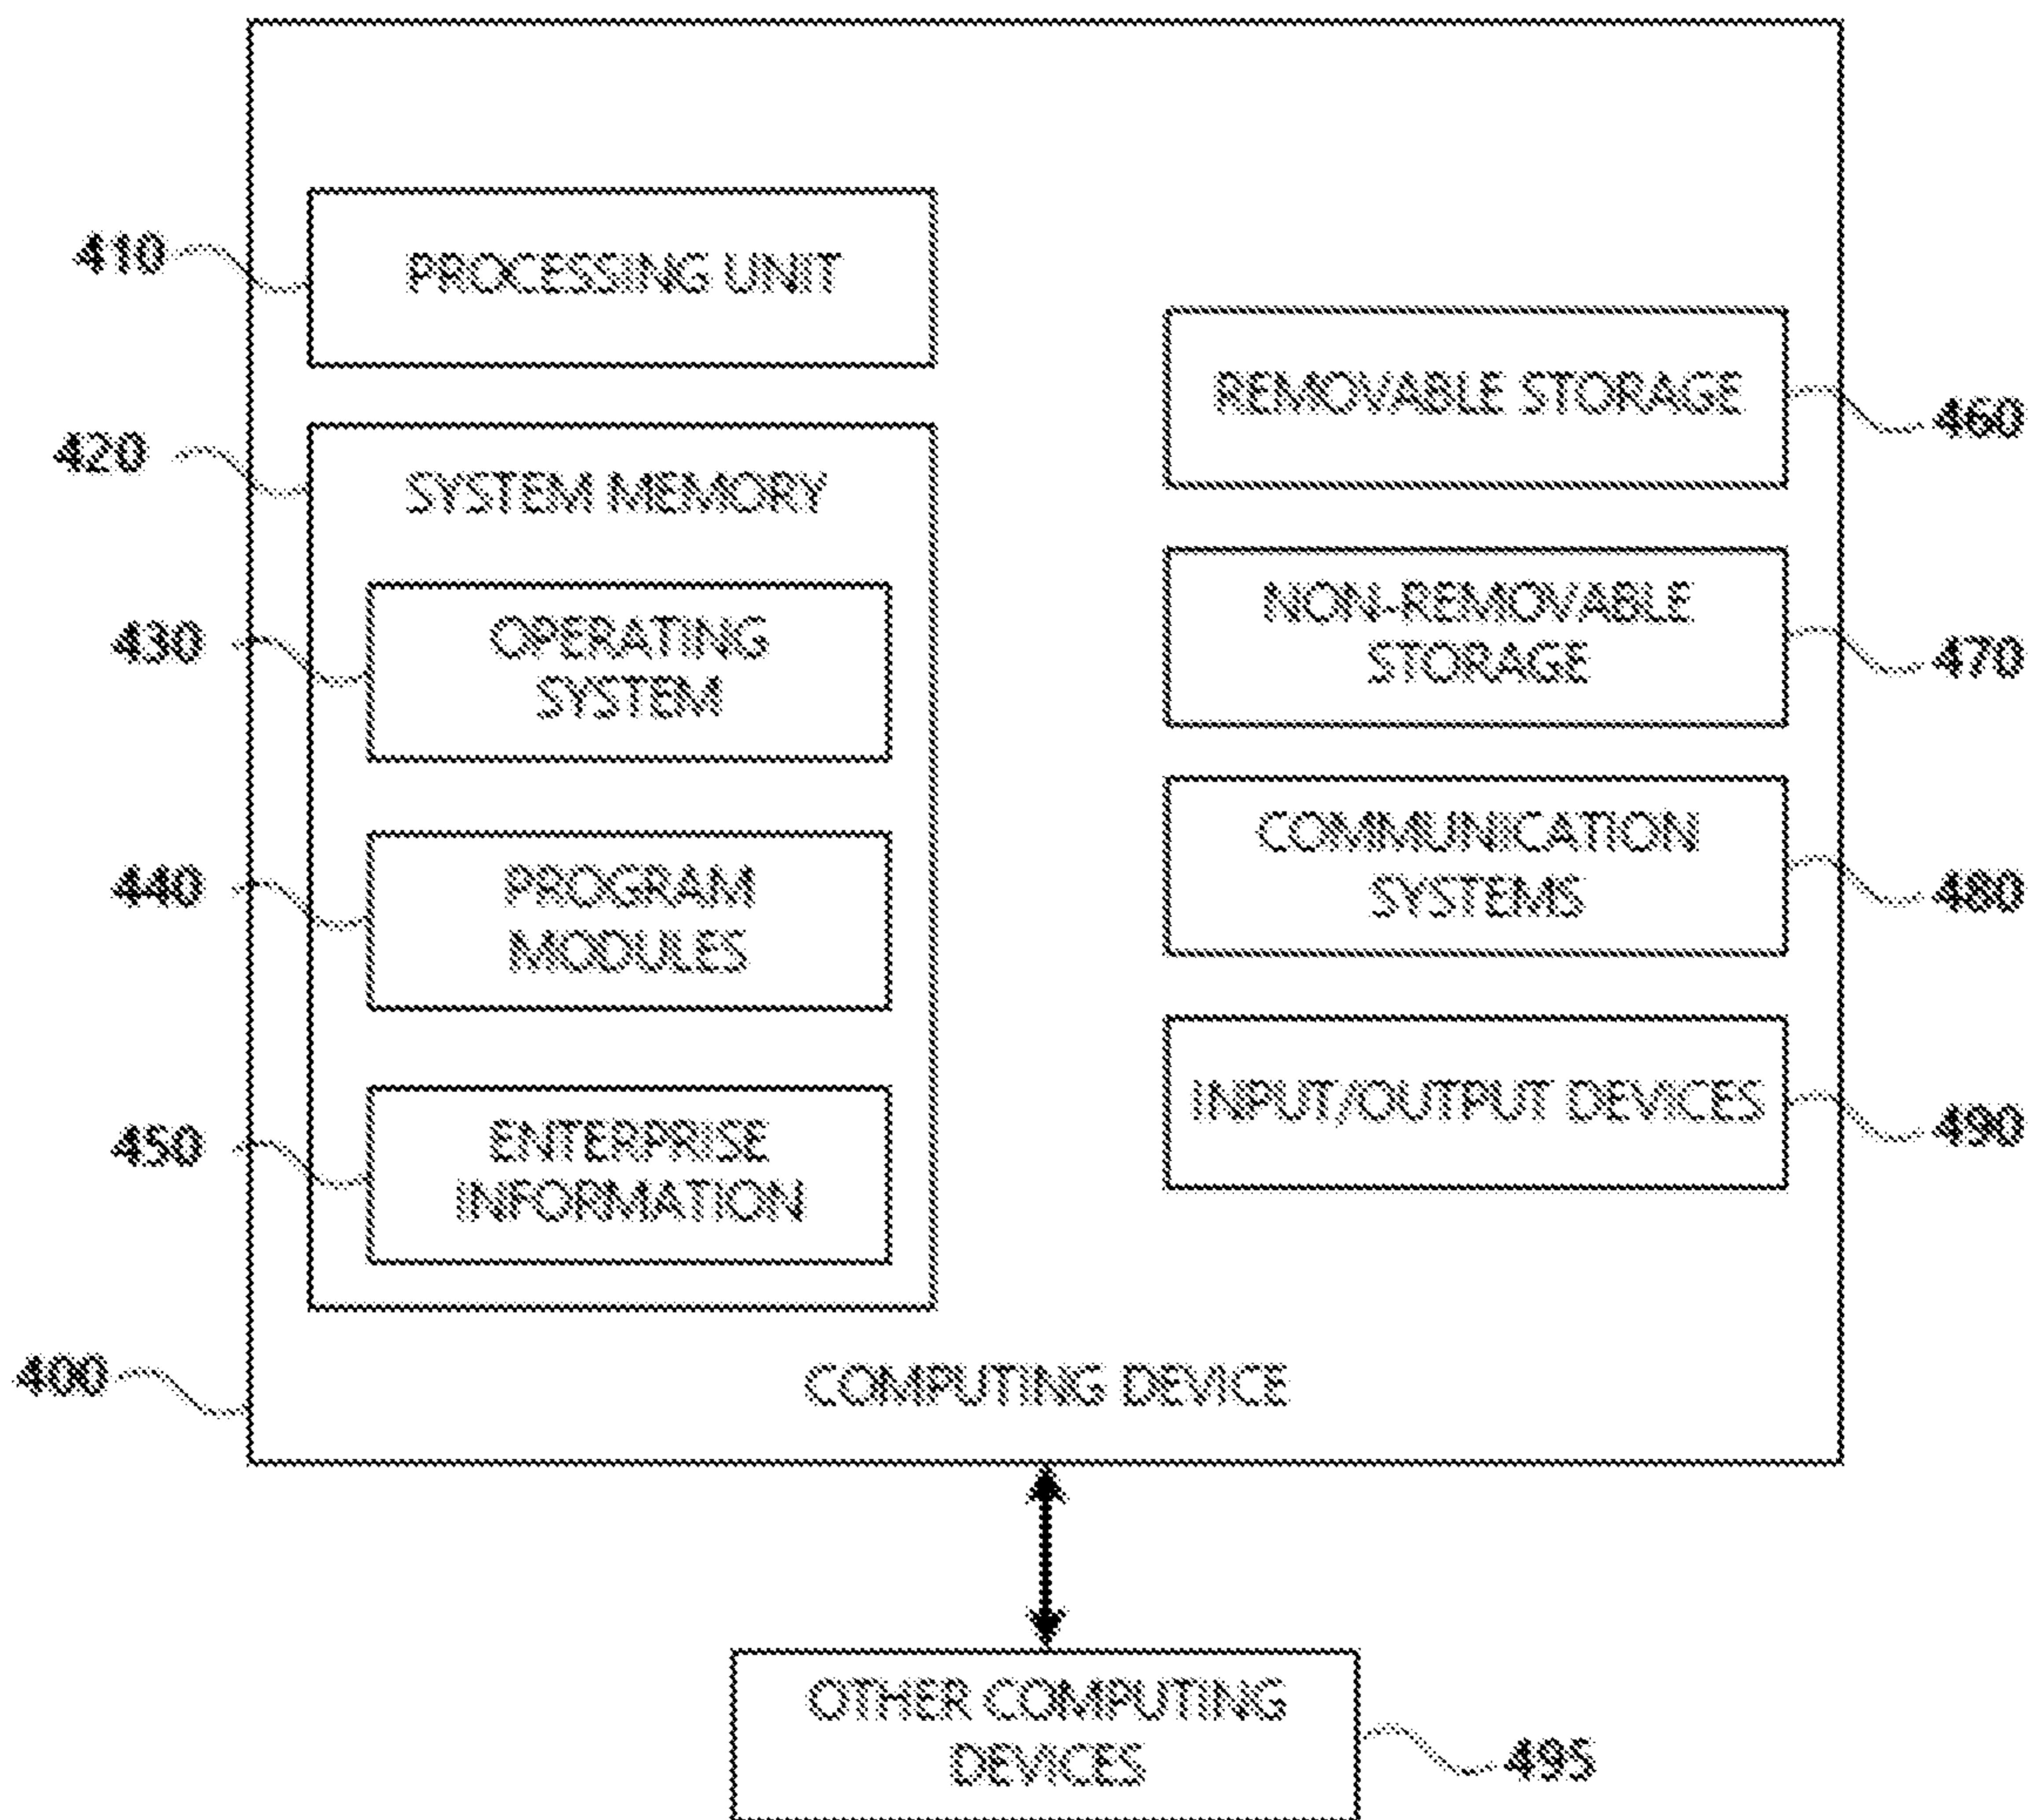 410
PROCESSING UNIT
420
SYSTEM MEMORY
430
OPERATING
SYSTEM
440
PROGRAM
MODULES
450
ENTERPRISE
INFORMATION
REMOVABLE STORAGE
460
NON-REMOVABLE
STORAGE
470
COMMUNICATION
SYSTEMS
480
INPUT/OUTPUT DEVICES
490
400
COMPUTING DEVICE
OTHER COMPUTING
DEVICES
495